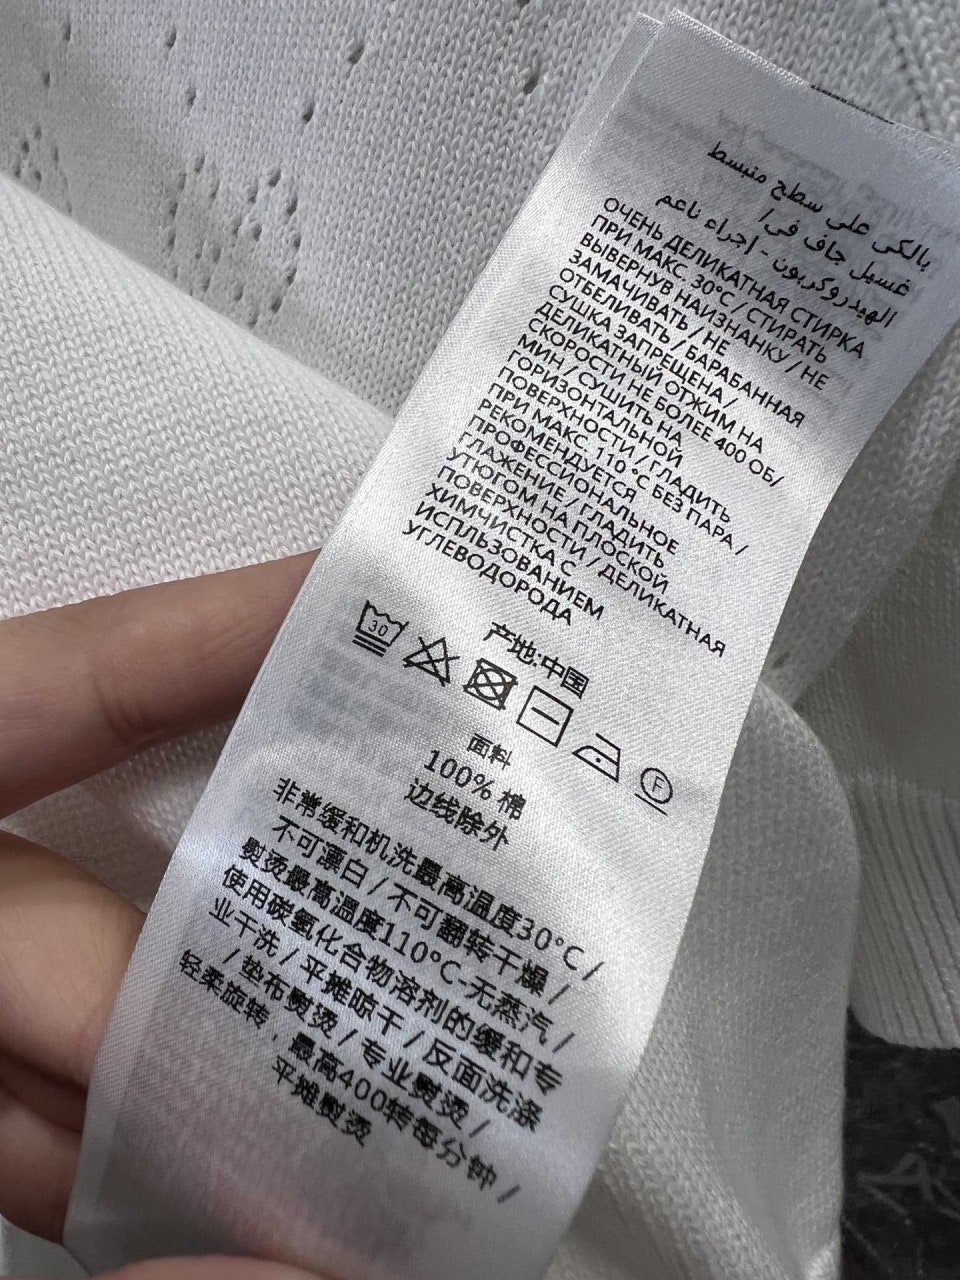 بالكي على سطح منبسط
غسيل جاف في /
الهيدروكربون - إجراء ناعم
ОЧЕНЬ ДЕЛИКАТНАЯ СТИРКА
ПРИ МАКС. 30°C / СТИРАТЬ
ВЫВЕРНУВ НАИЗНАНКУ / НЕ
ЗАМАЧИВАТЬ / НЕ
ОТБЕЛИВАТЬ / БАРАБАННАЯ
СУШКА ЗАПРЕЩЕНА /
ДЕЛИКАТНЫЙ ОТЖИМ НА
СКОРОСТИ НЕ БОЛЕЕ 400 ОБ/
МИН / СУШИТЬ НА
ГОРИЗОНТАЛЬНОЙ
ПОВЕРХНОСТИ / ГЛАДИТЬ
ПРИ МАКС. 110 °C БЕЗ ПАРА /
РЕКОМЕНДУЕТСЯ
ПРОФЕССИОНАЛЬНОЕ
ГЛАЖЕНИЕ / ГЛАДИТЬ
УТЮГОМ НА ПЛОСКОЙ
ПОВЕРХНОСТИ / ДЕЛИКАТНАЯ
ХИМЧИСТКА С
ИСПЛЬЗОВАНИЕМ
УГЛЕВОДОРОДА
产地:中国
30
F
面料
100% 棉
边线除外
非常缓和机洗最高温度30°C /
不可漂白 / 不可翻转干燥 /
熨烫最高温度110°C-无蒸汽 /
使用碳氢化合物溶剂的缓和专
业干洗 / 平摊晾干 / 反面洗涤
/ 垫布熨烫 / 专业熨烫 /
轻柔旋转，最高400转每分钟 /
平摊熨烫